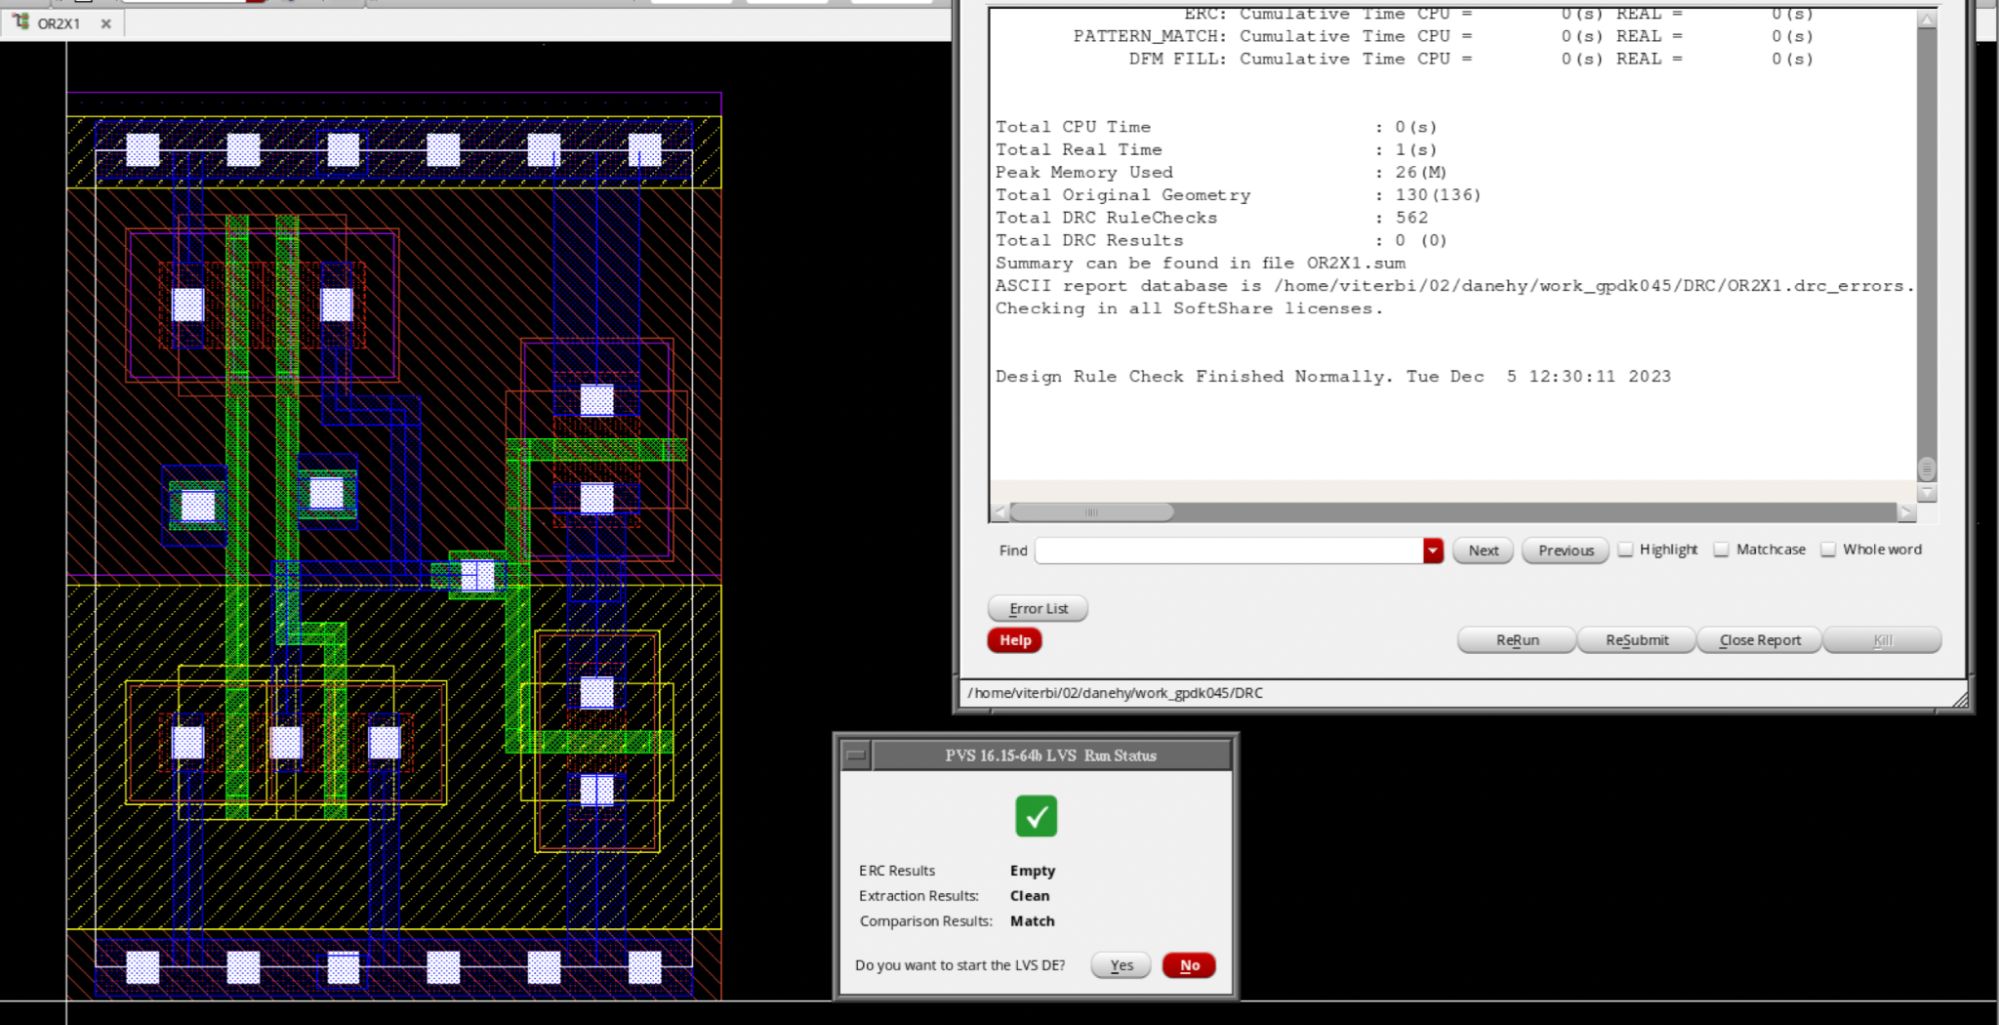 OR2X1
ERC: Cumulative Time CPU = 0(s) REAL = 0(s)
PATTERN_MATCH: Cumulative Time CPU = 0(s) REAL = 0(s)
DFM FILL: Cumulative Time CPU = 0(s) REAL = 0(s)
Total CPU Time : 0(s)
Total Real Time : 1(s)
Peak Memory Used : 26(M)
Total Original Geometry : 130(136)
Total DRC RuleChecks : 562
Total DRC Results : 0 (0)
Summary can be found in file OR2X1.sum
ASCII report database is /home/viterbi/02/danehy/work_gpdk045/DRC/OR2X1.drc_errors.
Checking in all SoftShare licenses.
Design Rule Check Finished Normally. Tue Dec 5 12:30:11 2023
Find
Next
Previous
Highlight
Matchcase
Whole word
Error List
Help
ReRun
ReSubmit
Close Report
Kill
/home/viterbi/02/danehy/work_gpdk045/DRC
PVS 16.15-64b LVS Run Status
ERC Results Empty
Extraction Results: Clean
Comparison Results: Match
Do you want to start the LVS DE? Yes No